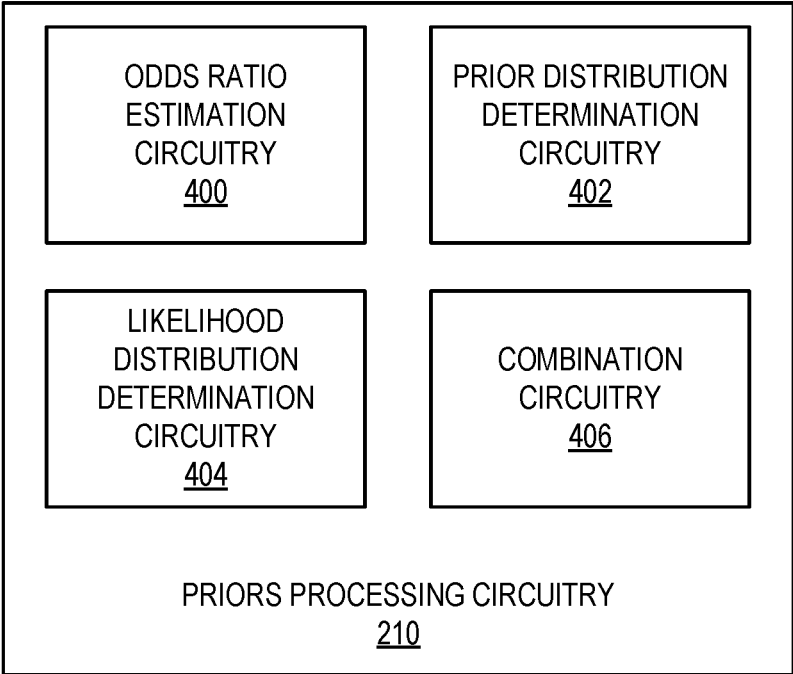 ODDS RATIO
ESTIMATION
CIRCUITRY
400
PRIOR DISTRIBUTION
DETERMINATION
CIRCUITRY
402
LIKELIHOOD
DISTRIBUTION
DETERMINATION
CIRCUITRY
404
COMBINATION
CIRCUITRY
406
PRIORS PROCESSING CIRCUITRY
210